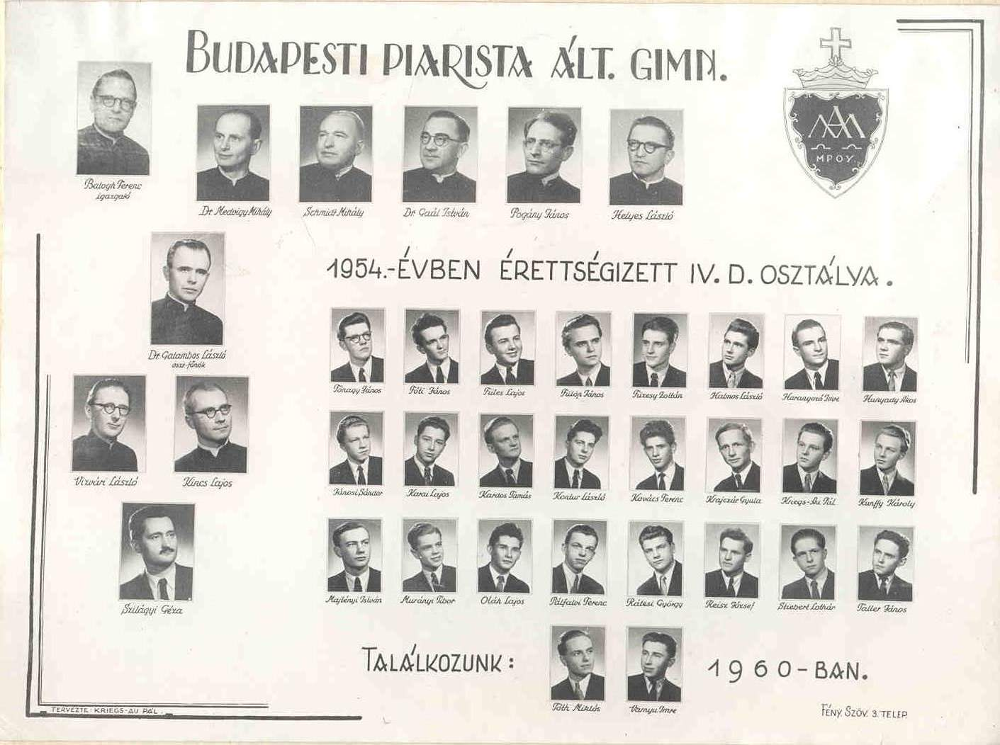 BUDAPESTI PIARISTA ÁLT. GIMN.
MPOY
Balogh Ferenc
igazgató
Dr Medvigy Mihály
Schmidt Mihály
Dr Gaál István
Pogány János
Helyes László
1954.-ÉVBEN ÉRETTSÉGIZETT IV. D. OSZTÁLYA.
Dr Galambos László
oszt-főnök
Vizvári László
Kincs Lajos
Szilágyi Géza
Fonagy János
Fóti János
Füles Lajos
Fülöp János
Füzesy Zoltán
Halmos László
Harangozó Imre
Hunyady Ákos
Jánosi Sándor
Karai Lajos
Kardos Tamás
Kontur László
Kovács Ferenc
Krajczár Gyula
Kriegs-Au Pál
Kunffy Károly
Majtényi István
Murányi Tibor
Oláh Lajos
Pálfalvi Ferenc
Rátesi György
Reisz József
Stiebert Lothár
Taller János
TALÁLKOZUNK:
1960-BAN.
Tóth Miklós
Vanyu Imre
TERVEZTE: KRIEGS-AU PÁL.
FÉNY. SZÖV. 3. TELEP.